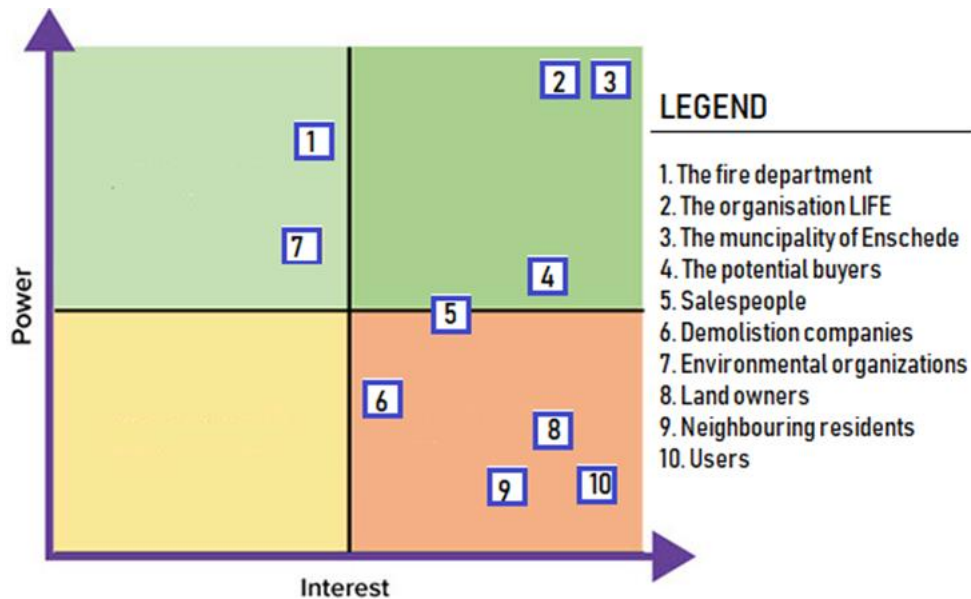 2 3
1
7
4
5
6
8
9 10
Power
Interest
LEGEND
1. The fire department
2. The organisation LIFE
3. The muncipality of Enschede
4. The potential buyers
5. Salespeople
6. Demolistion companies
7. Environmental organizations
8. Land owners
9. Neighbouring residents
10. Users